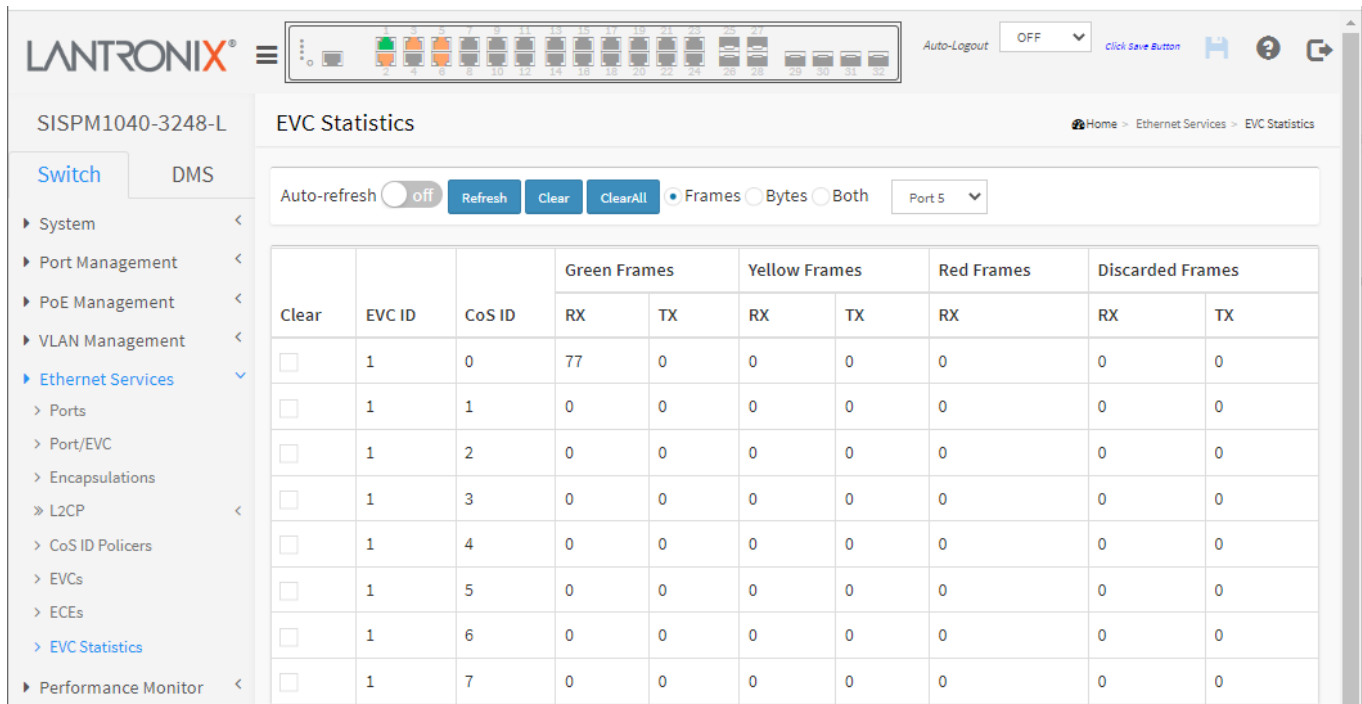 1 3 5 7 9 11 13 15 17 19 21 23 25 27
LANTRONIX® Auto-Logout OFF Click Save Button
2 4 6 8 10 12 14 16 18 20 22 24 26 28 29 30 31 32
SISPM1040-3248-L
EVC Statistics
Home > Ethernet Services > EVC Statistics
Switch DMS
Auto-refresh off Refresh Clear ClearAll Frames Bytes Both Port 5
System
Port Management
PoE Management
VLAN Management
Ethernet Services
> Ports
> Port/EVC
> Encapsulations
» L2CP
> CoS ID Policers
> EVCs
> ECEs
> EVC Statistics
Performance Monitor
Green Frames Yellow Frames Red Frames Discarded Frames
Clear EVC ID CoS ID RX TX RX TX RX RX TX
1 0 77 0 0 0 0 0 0
1 1 0 0 0 0 0 0 0
1 2 0 0 0 0 0 0 0
1 3 0 0 0 0 0 0 0
1 4 0 0 0 0 0 0 0
1 5 0 0 0 0 0 0 0
1 6 0 0 0 0 0 0 0
1 7 0 0 0 0 0 0 0